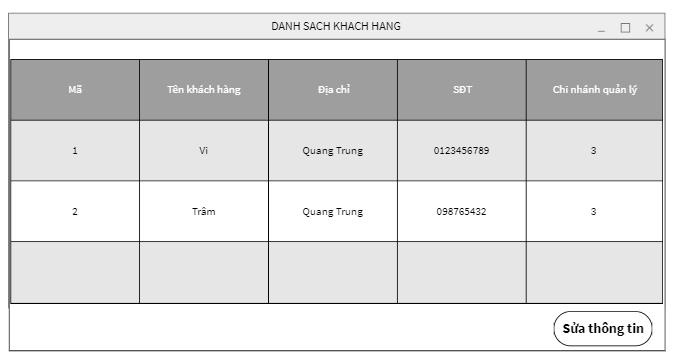 DANH SACH KHACH HANG
Mã Tên khách hàng Địa chỉ SĐT Chi nhánh quản lý
1 Vi Quang Trung 0123456789 3
2 Trâm Quang Trung 098765432 3
Sửa thông tin